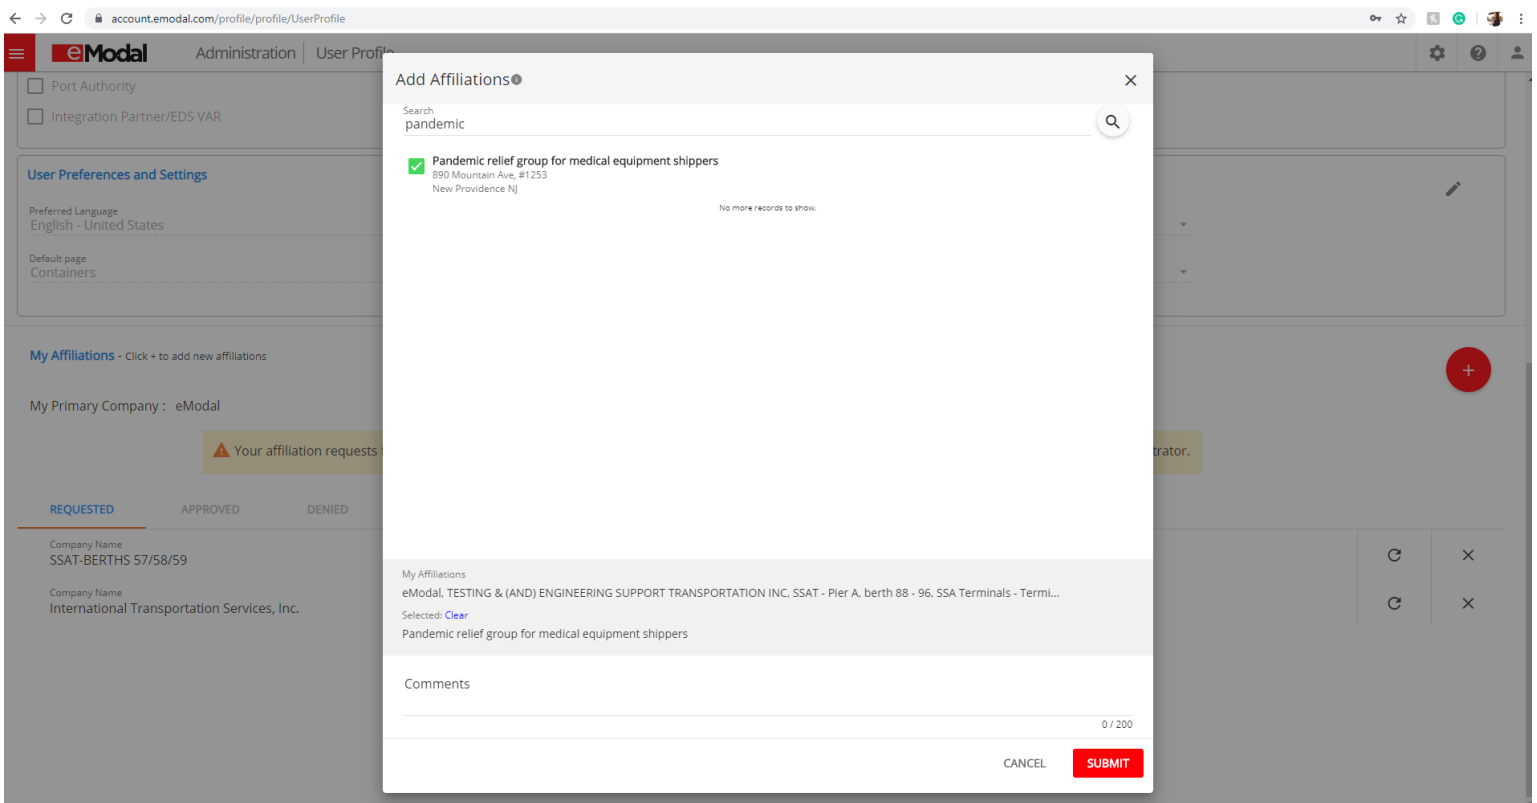 account.emodal.com/profile/profile/UserProfile
eModal
Administration
User Profile
Port Authority
Integration Partner/EDS VAR
User Preferences and Settings
Preferred Language
English - United States
Default page
Containers
My Affiliations - Click + to add new affiliations
My Primary Company : eModal
Your affiliation requests
trator.
REQUESTED
APPROVED
DENIED
Company Name
SSAT-BERTHS 57/58/59
Company Name
International Transportation Services, Inc.
Add Affiliations
Search
pandemic
Pandemic relief group for medical equipment shippers
890 Mountain Ave, #1253
New Providence NJ
No more records to show.
My Affiliations
eModal, TESTING & (AND) ENGINEERING SUPPORT TRANSPORTATION INC, SSAT - Pier A, berth 88 - 96, SSA Terminals - Termi...
Selected: Clear
Pandemic relief group for medical equipment shippers
Comments
0 / 200
CANCEL
SUBMIT